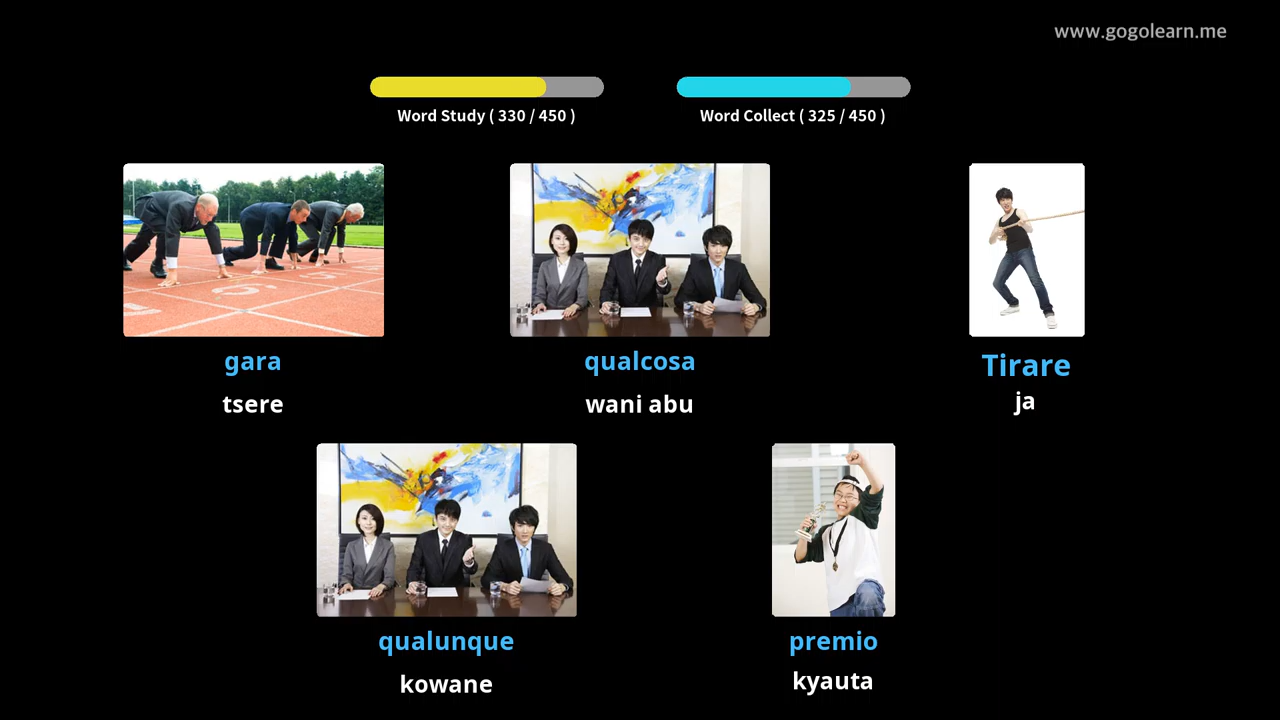 www.gogolearn.me
Word Study ( 330 / 450 )
Word Collect ( 325 / 450 )
gara
tsere
qualcosa
wani abu
Tirare
ja
qualunque
kowane
premio
kyauta